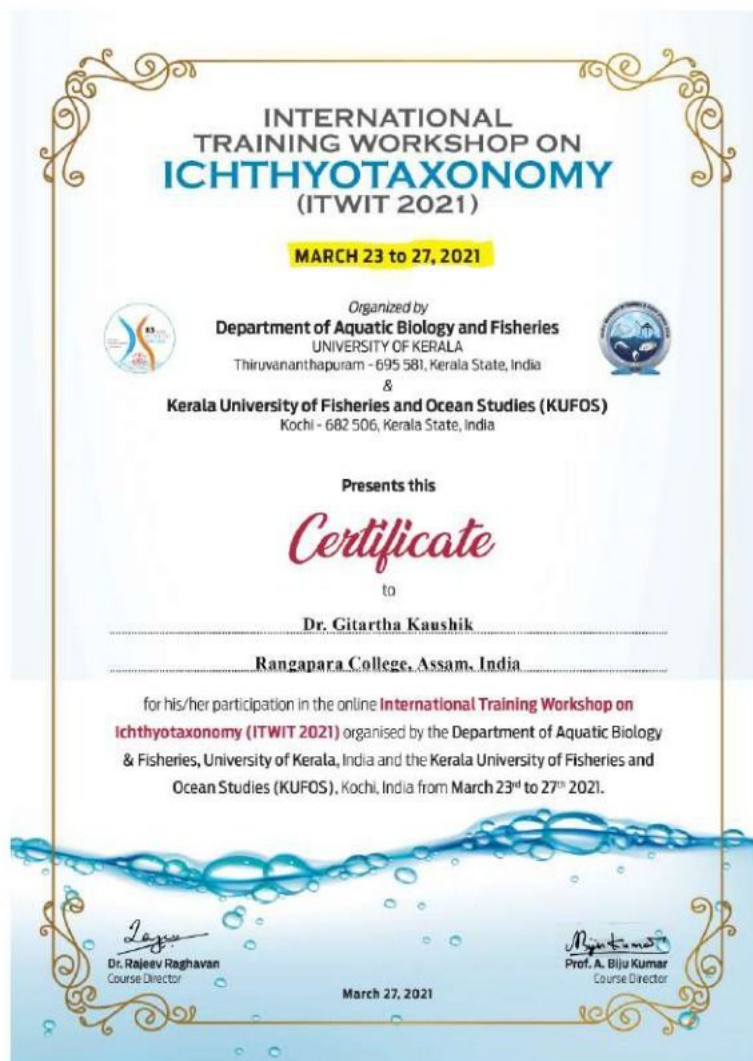 INTERNATIONAL
TRAINING WORKSHOP ON
ICHTHYOTAXONOMY
(ITWIT 2021)
MARCH 23 to 27, 2021
Organized by
Department of Aquatic Biology and Fisheries
UNIVERSITY OF KERALA
Thiruvananthapuram - 695 581, Kerala State, India
&
Kerala University of Fisheries and Ocean Studies (KUFOS)
Kochi - 682 506, Kerala State, India
Presents this
Certificate
to
Dr. Gitartha Kaushik
Rangapara College, Assam, India
for his/her participation in the online International Training Workshop on
Ichthyotaxonomy (ITWIT 2021) organised by the Department of Aquatic Biology
& Fisheries, University of Kerala, India and the Kerala University of Fisheries and
Ocean Studies (KUFOS), Kochi, India from March 23rd to 27th 2021.
Dr. Rajeev Raghavan
Course Director
Prof. A. Biju Kumar
Course Director
March 27, 2021